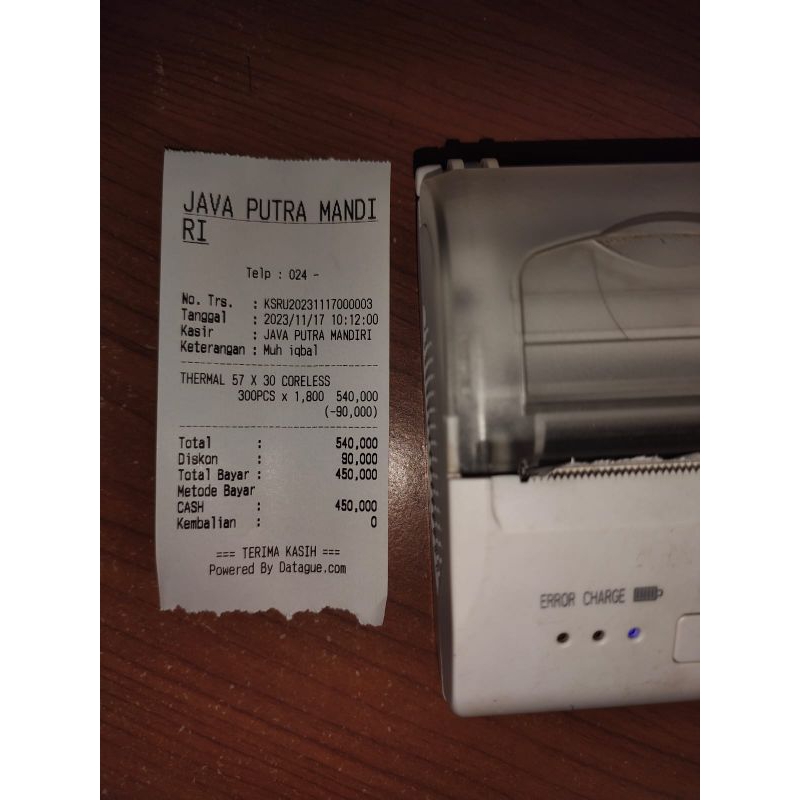 JAVA PUTRA MANDI
RI
Telp : 024 -
No. Trs. : KSRU20231117000003
Tanggal : 2023/11/17 10:12:00
Kasir : JAVA PUTRA MANDIRI
Keterangan : Muh iqbal
THERMAL 57 X 30 CORELESS
300PCS x 1,800 540,000
(-90,000)
Total : 540,000
Diskon : 90,000
Total Bayar : 450,000
Metode Bayar
CASH : 450,000
Kembalian : 0
=== TERIMA KASIH ===
Powered By Datague.com
ERROR CHARGE